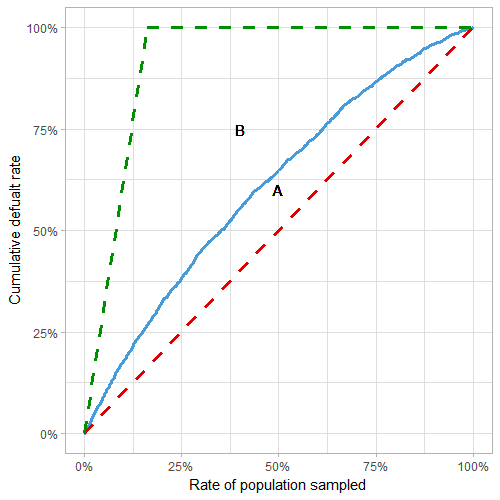 100%
75%
50%
25%
0%
Cumulative defualt rate
B
A
0% 25% 50% 75% 100%
Rate of population sampled